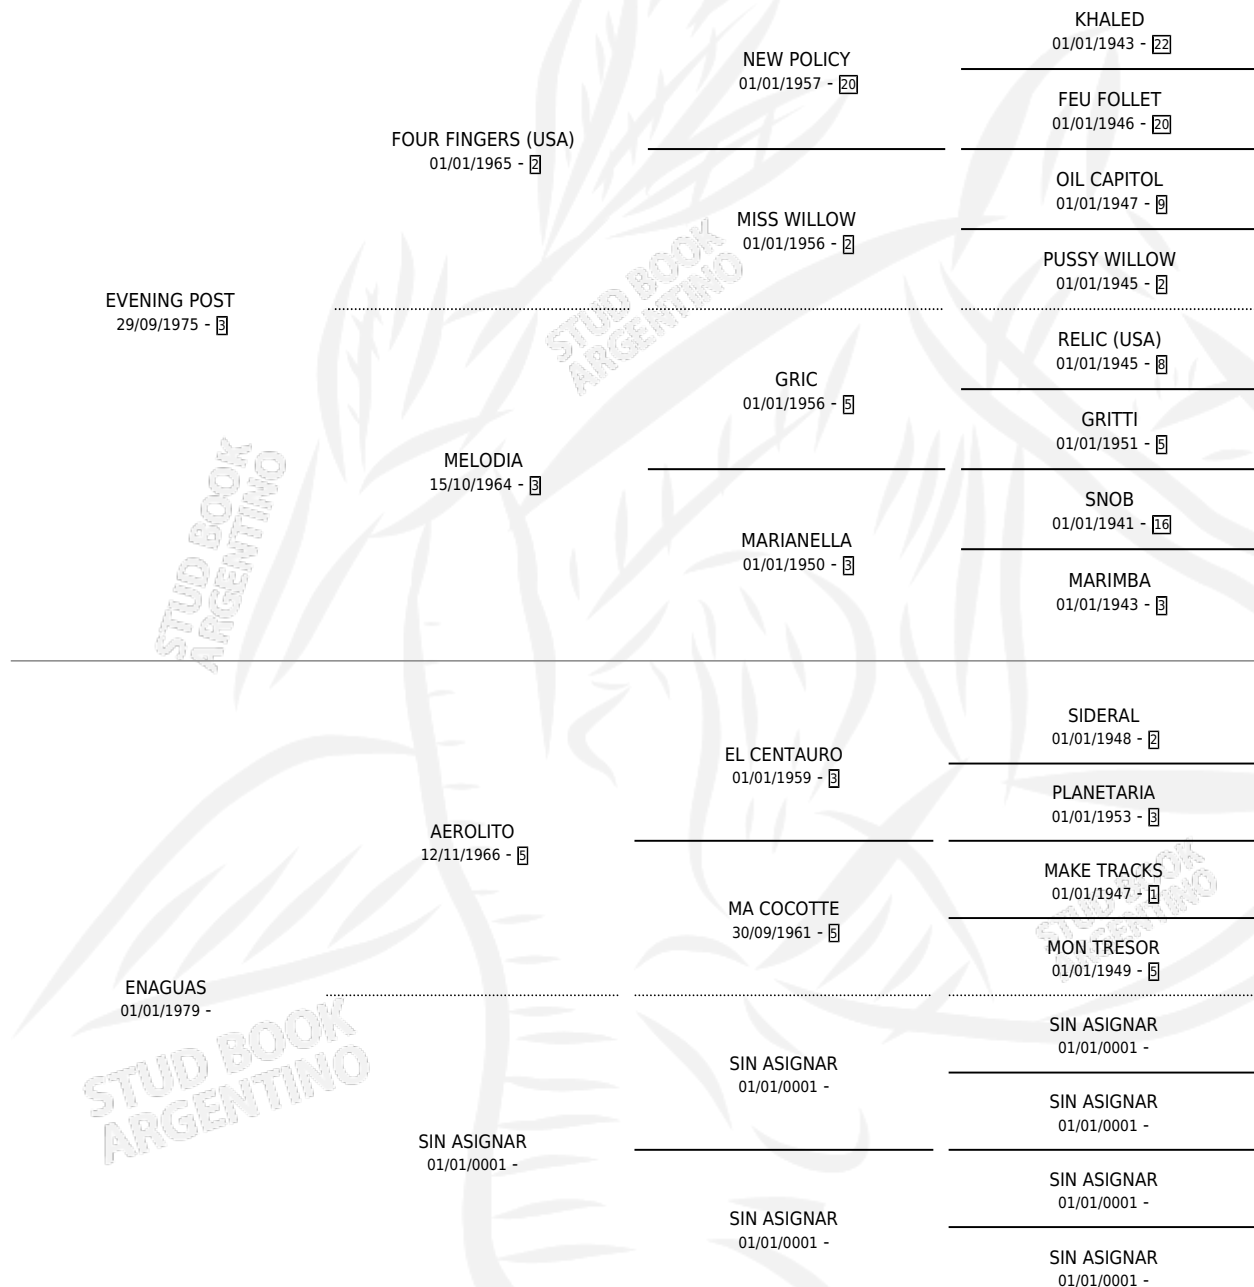 KHALED
01/01/1943 - 22
NEW POLICY
01/01/1957 - 20
FEU FOLLET
01/01/1946 - 20
FOUR FINGERS (USA)
01/01/1965 - 2
OIL CAPITOL
01/01/1947 - 9
MISS WILLOW
01/01/1956 - 2
PUSSY WILLOW
01/01/1945 - 2
EVENING POST
29/09/1975 - 3
STUD BOOK
ARGENTINO
RELIC (USA)
01/01/1945 - 8
GRIC
01/01/1956 - 5
GRITTI
01/01/1951 - 5
MELODIA
15/10/1964 - 3
SNOB
01/01/1941 - 16
MARIANELLA
01/01/1950 - 3
MARIMBA
01/01/1943 - 3
STUD BOOK
ARGENTINO
SIDERAL
01/01/1948 - 2
EL CENTAURO
01/01/1959 - 3
PLANETARIA
01/01/1953 - 3
AEROLITO
12/11/1966 - 5
MAKE TRACKS
01/01/1947 - 1
MA COCOTTE
30/09/1961 - 5
MON TRESOR
01/01/1949 - 5
STUD BOOK
ARGENTINO
ENAGUAS
01/01/1979 -
SIN ASIGNAR
01/01/0001 -
SIN ASIGNAR
01/01/0001 -
SIN ASIGNAR
01/01/0001 -
STUD BOOK
ARGENTINO
SIN ASIGNAR
01/01/0001 -
SIN ASIGNAR
01/01/0001 -
SIN ASIGNAR
01/01/0001 -
SIN ASIGNAR
01/01/0001 -